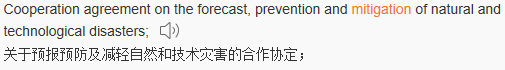 Cooperation agreement on the forecast, prevention and mitigation of natural and
technological disasters;
关于预报预防及减轻自然和技术灾害的合作协定；